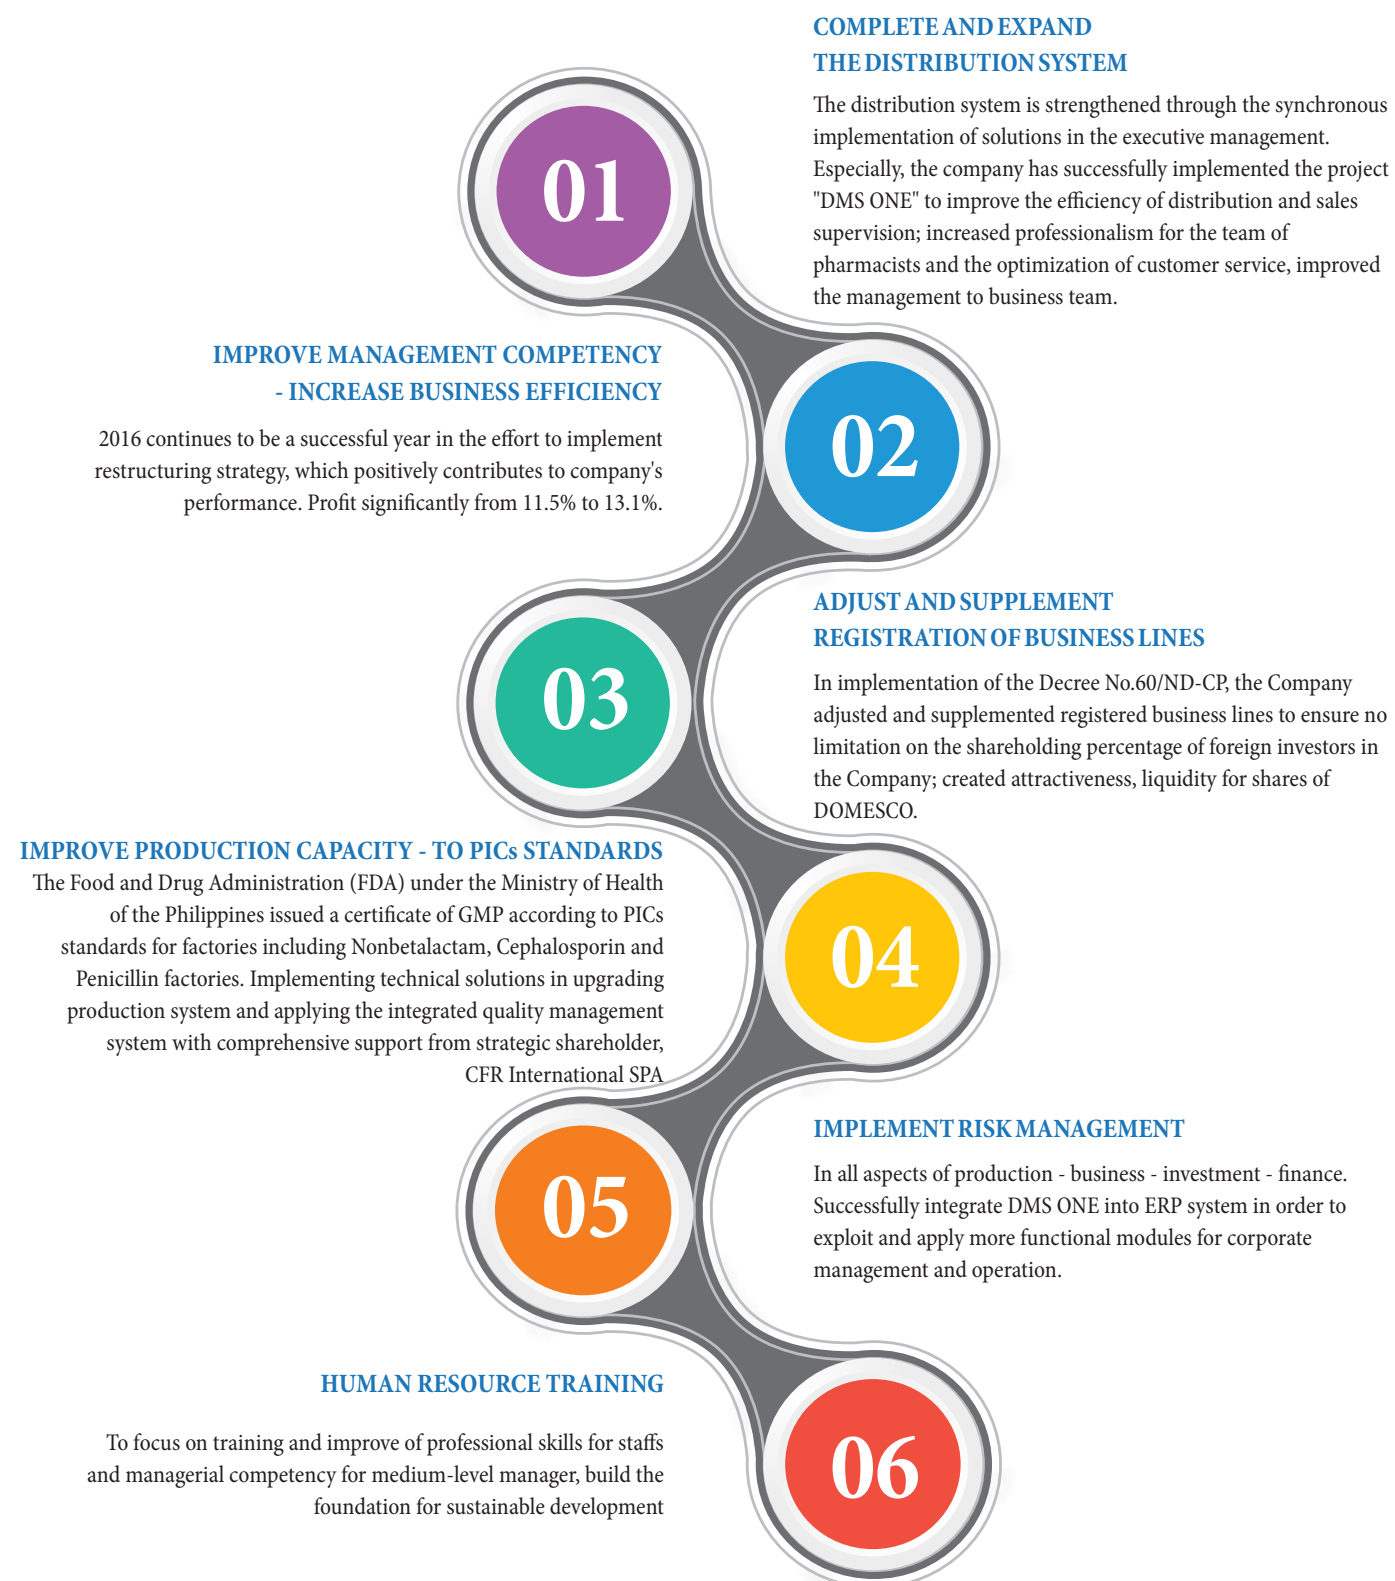 01
COMPLETE AND EXPAND
THE DISTRIBUTION SYSTEM
The distribution system is strengthened through the synchronous
implementation of solutions in the executive management.
Especially, the company has successfully implemented the project
"DMS ONE" to improve the efficiency of distribution and sales
supervision; increased professionalism for the team of
pharmacists and the optimization of customer service, improved
the management to business team.
02
IMPROVE MANAGEMENT COMPETENCY
- INCREASE BUSINESS EFFICIENCY
2016 continues to be a successful year in the effort to implement
restructuring strategy, which positively contributes to company's
performance. Profit significantly from 11.5% to 13.1%.
03
ADJUST AND SUPPLEMENT
REGISTRATION OF BUSINESS LINES
In implementation of the Decree No.60/ND-CP, the Company
adjusted and supplemented registered business lines to ensure no
limitation on the shareholding percentage of foreign investors in
the Company; created attractiveness, liquidity for shares of
DOMESCO.
04
IMPROVE PRODUCTION CAPACITY - TO PICs STANDARDS
The Food and Drug Administration (FDA) under the Ministry of Health
of the Philippines issued a certificate of GMP according to PICs
standards for factories including Nonbetalactam, Cephalosporin and
Penicillin factories. Implementing technical solutions in upgrading
production system and applying the integrated quality management
system with comprehensive support from strategic shareholder,
CFR International SPA
05
IMPLEMENT RISK MANAGEMENT
In all aspects of production - business - investment - finance.
Successfully integrate DMS ONE into ERP system in order to
exploit and apply more functional modules for corporate
management and operation.
06
HUMAN RESOURCE TRAINING
To focus on training and improve of professional skills for staffs
and managerial competency for medium-level manager, build the
foundation for sustainable development